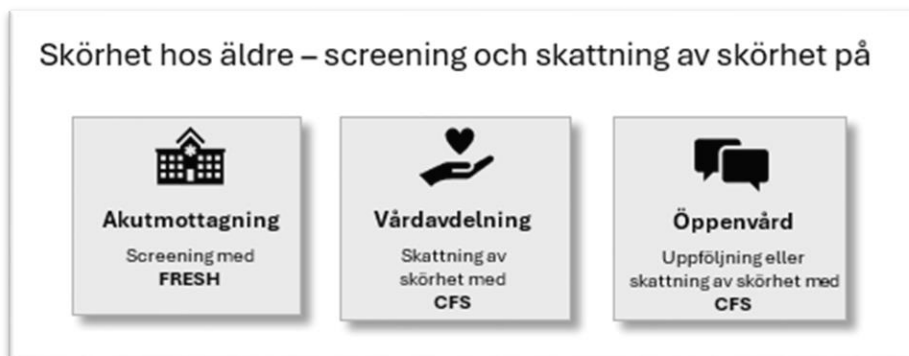 Skörhet hos äldre – screening och skattning av skörhet på
Akutmottagning
Screening med
FRESH
Vårdavdelning
Skattning av
skörhet med
CFS
Öppenvård
Uppföljning eller
skattning av skörhet med
CFS